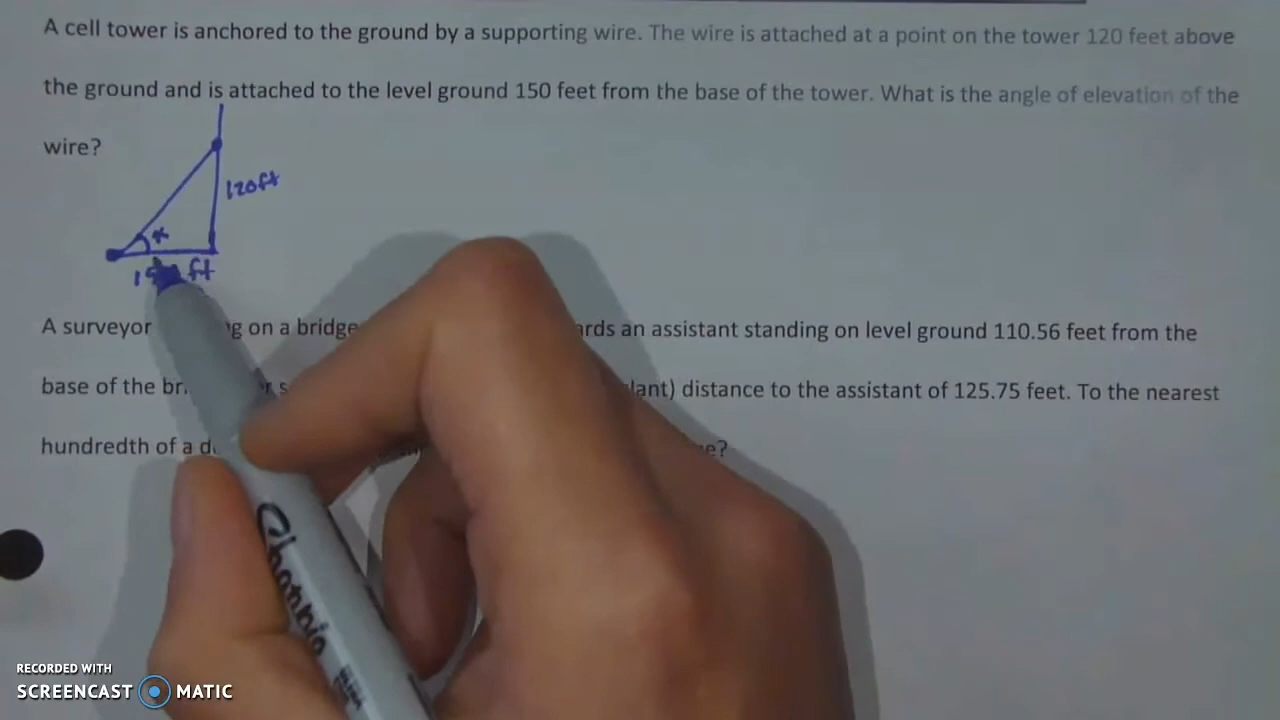 A cell tower is anchored to the ground by a supporting wire. The wire is attached at a point on the tower 120 feet above
the ground and is attached to the level ground 150 feet from the base of the tower. What is the angle of elevation of the
wire?
120ft
x
ft
A surveyor on a bridge an assistant standing on level ground 110.56 feet from the
base of the distance to the assistant of 125.75 feet. To the nearest
hundredth of a
RECORDED WITH
SCREENCAST MATIC